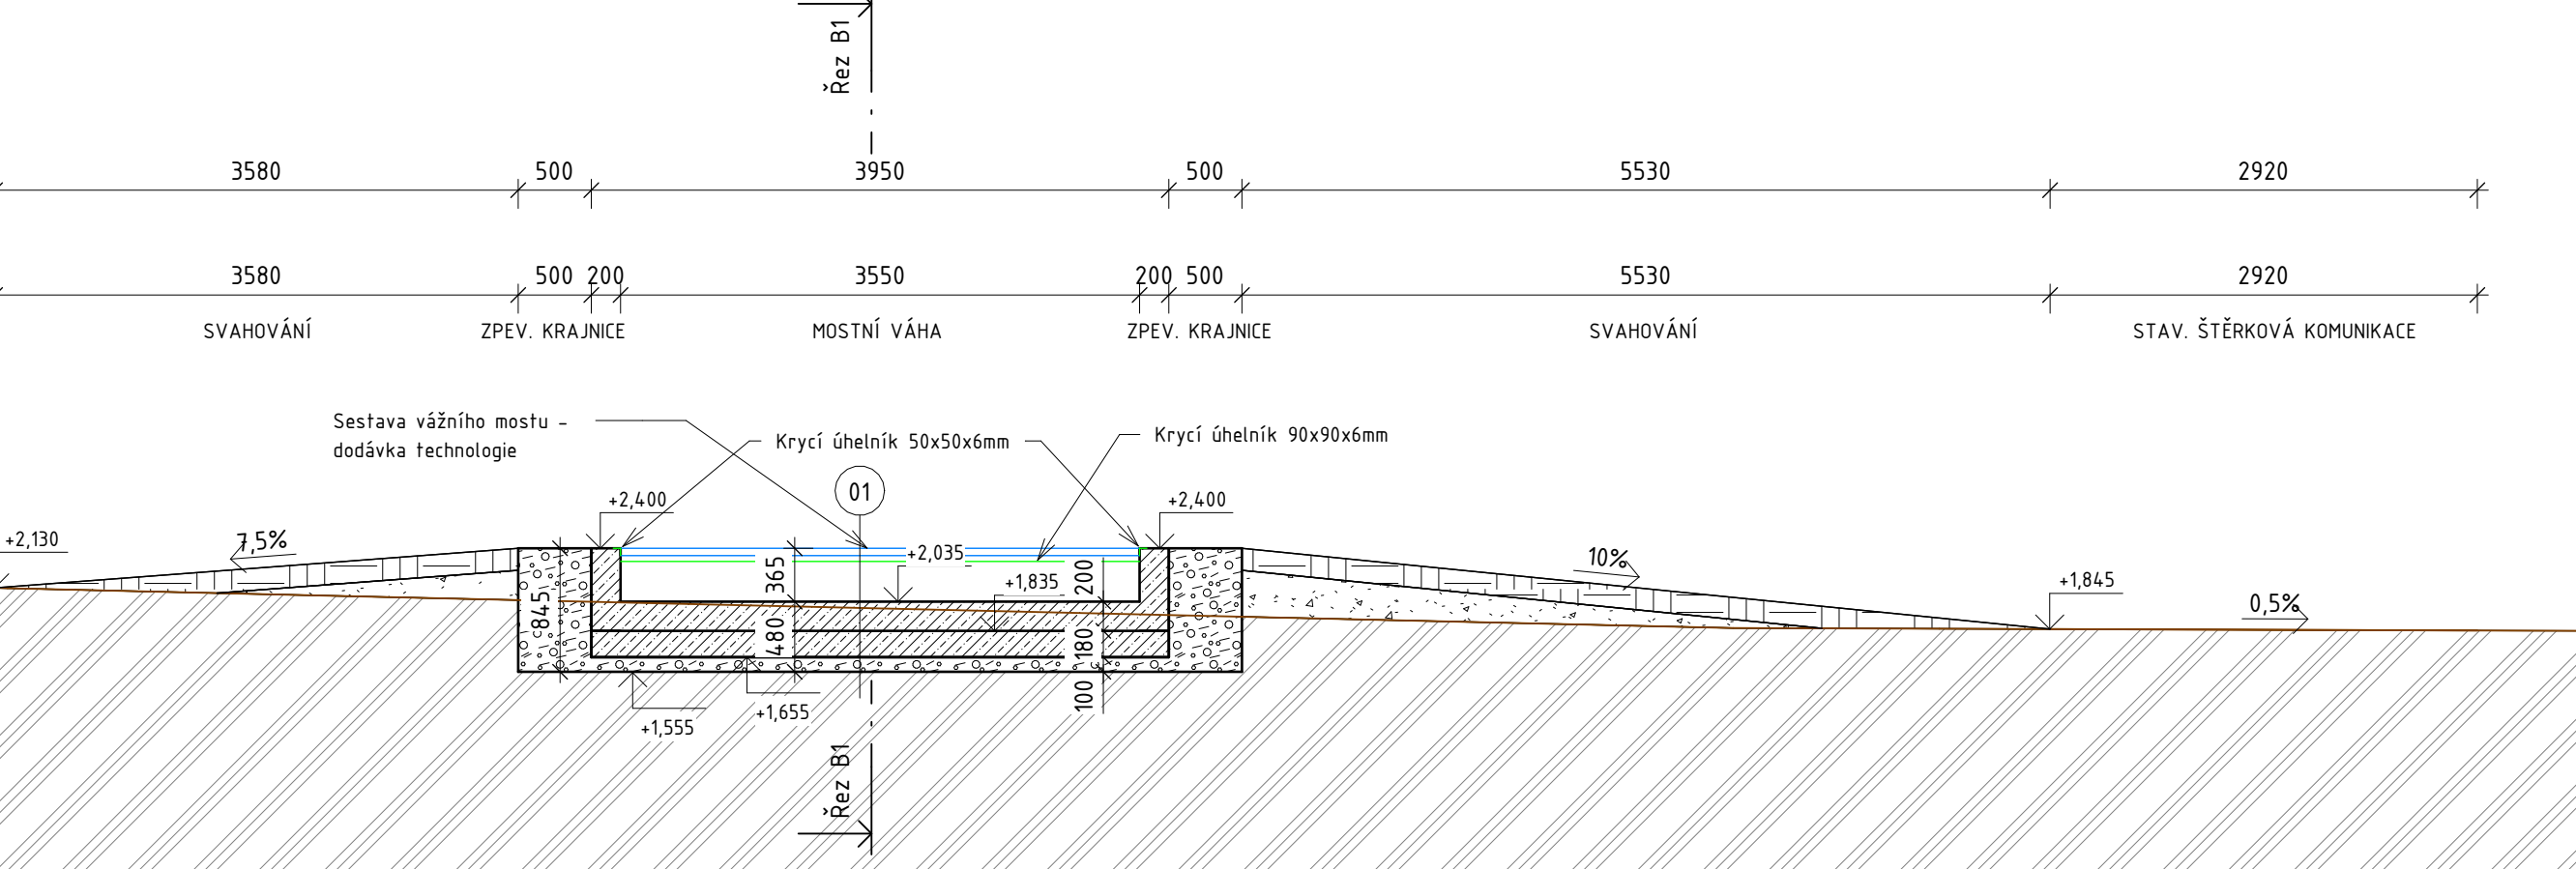 Řez B1
3580 500 3950 500 5530 2920
3580 500 200 3550 200 500 5530 2920
SVAHOVÁNÍ ZPEV. KRAJNICE MOSTNÍ VÁHA ZPEV. KRAJNICE SVAHOVÁNÍ STAV. ŠTĚRKOVÁ KOMUNIKACE
Sestava vážního mostu -
dodávka technologie
Krycí úhelník 50x50x6mm
Krycí úhelník 90x90x6mm
01
+2,400 +2,400
+2,130 7,5% +2,035 10% +1,845 0,5%
+1,835
365 200
845 480 180
100
+1,655
+1,555
Řez B1